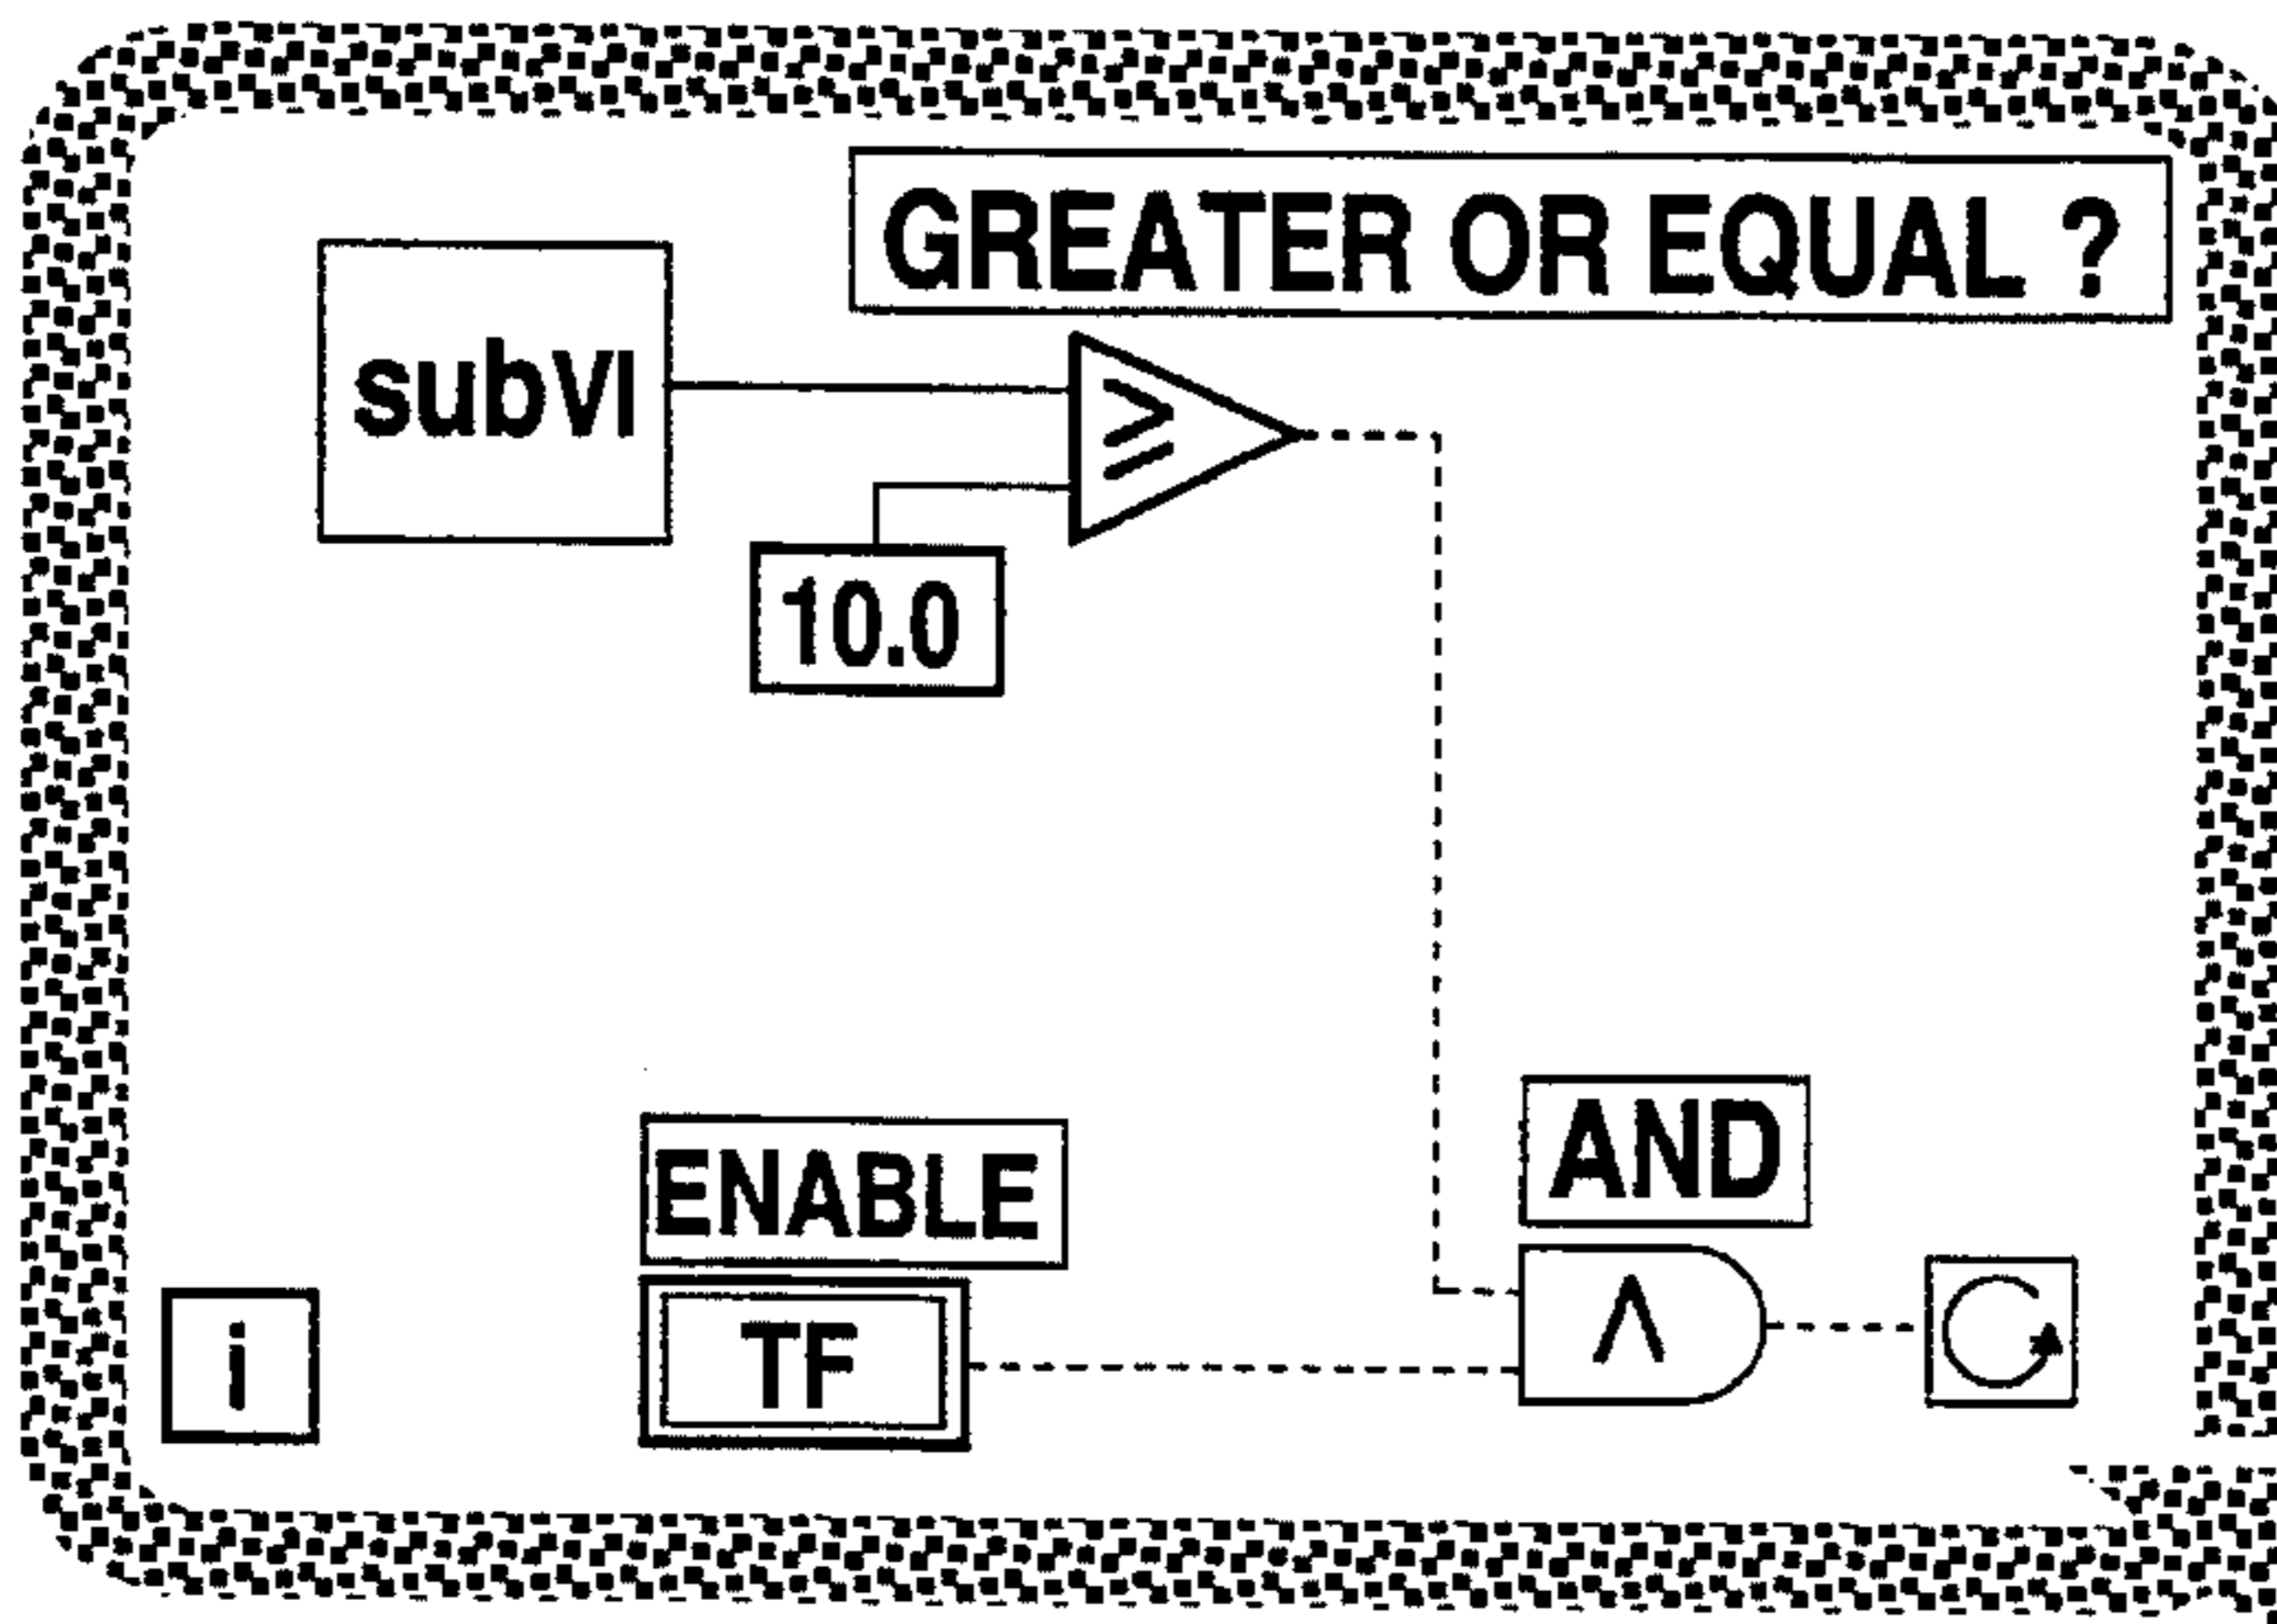 GREATER OR EQUAL ?
subVI
≥
10.0
ENABLE
AND
i
TF
∧